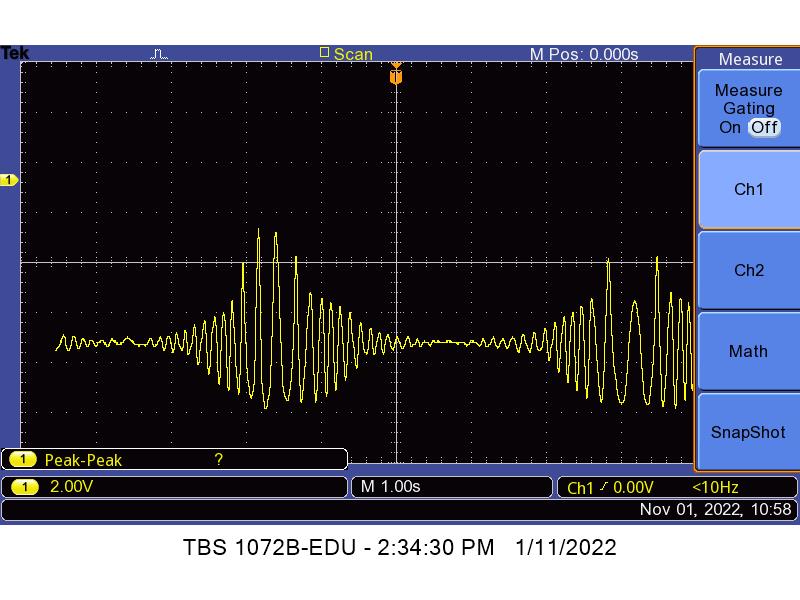 Tek
Scan
M Pos: 0.000s
Measure
Measure
Gating
On Off
T
1
Ch1
Ch2
Math
SnapShot
1 Peak-Peak ?
1 2.00V
M 1.00s
Ch1 0.00V <10Hz
Nov 01, 2022, 10:58
TBS 1072B-EDU - 2:34:30 PM 1/11/2022